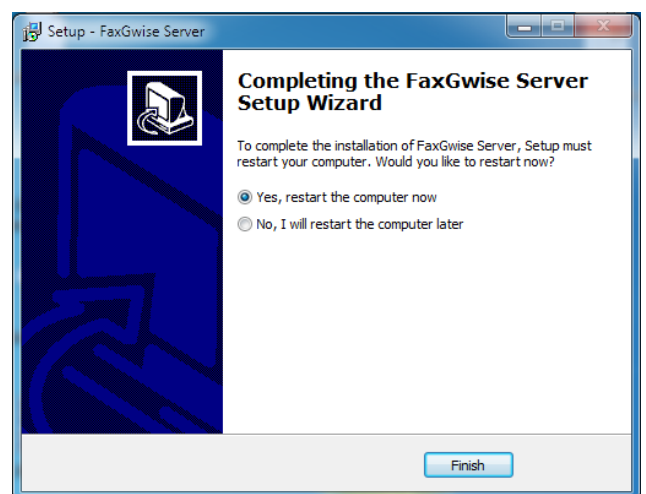 Setup - FaxGwise Server
Completing the FaxGwise Server
Setup Wizard
To complete the installation of FaxGwise Server, Setup must
restart your computer. Would you like to restart now?
Yes, restart the computer now
No, I will restart the computer later
Finish